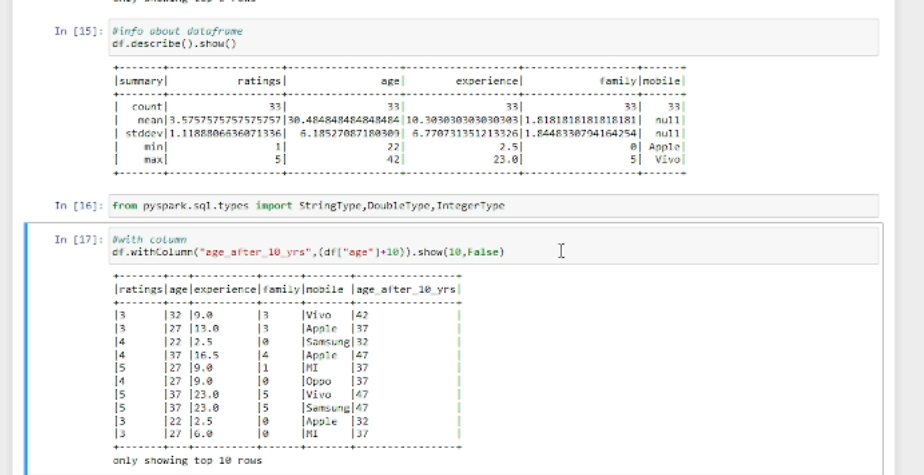 only showing top 2 rows
In [15]: #info about dataframe
df.describe().show()
|summary| ratings| age| experience| family|mobile|
| count| 33| 33| 33| 33| 33|
| mean|3.5757575757575757|30.484848484848484|10.303030303030303|1.8181818181818181| null|
| stddev|1.1188806636071336| 6.18527087180309| 6.770731351213326|1.8448330794164254| null|
| min| 1| 22| 2.5| 0| Apple|
| max| 5| 42| 23.0| 5| Vivo|
In [16]: from pyspark.sql.types import StringType,DoubleType,IntegerType
In [17]: #with column
df.withColumn("age_after_10_yrs",(df["age"]+10)).show(10,False)
|ratings|age|experience|family|mobile |age_after_10_yrs|
|3 |32 |9.0 |3 |Vivo |42 |
|3 |27 |13.0 |3 |Apple |37 |
|4 |22 |2.5 |0 |Samsung|32 |
|4 |37 |16.5 |4 |Apple |47 |
|5 |27 |9.0 |1 |MI |37 |
|4 |27 |9.0 |0 |Oppo |37 |
|5 |37 |23.0 |5 |Vivo |47 |
|5 |37 |23.0 |5 |Samsung|47 |
|3 |22 |2.5 |0 |Apple |32 |
|3 |27 |6.0 |0 |MI |37 |
only showing top 10 rows